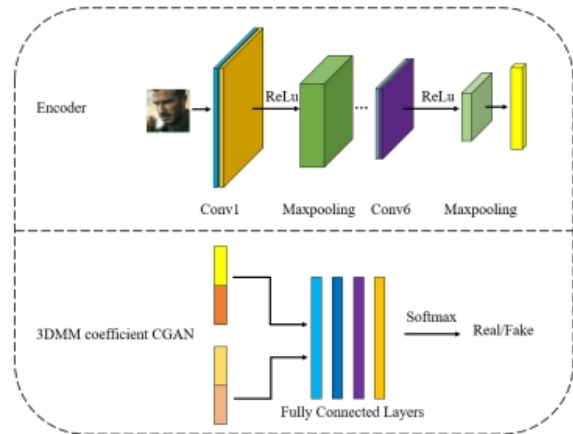 Encoder
ReLu
ReLu
Conv1
Maxpooling
Conv6
Maxpooling
3DMM coefficient CGAN
Softmax
Real/Fake
Fully Connected Layers